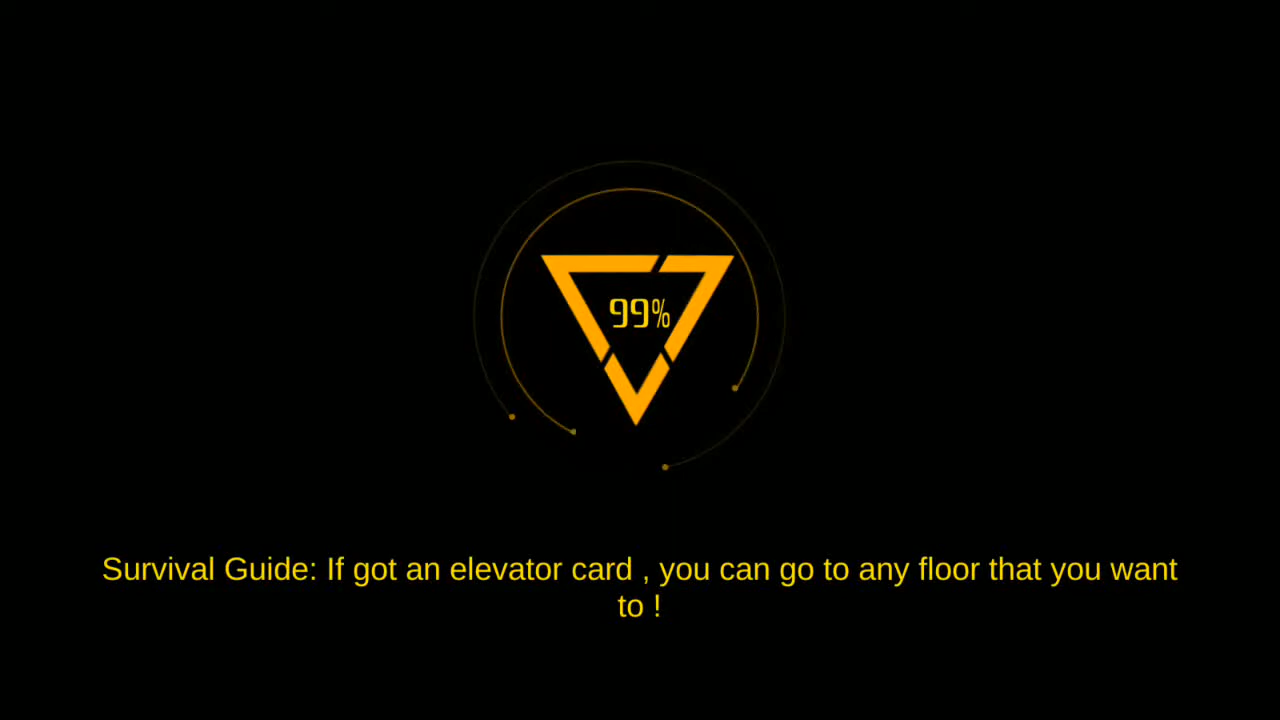 99%
Survival Guide: If got an elevator card , you can go to any floor that you want
to !